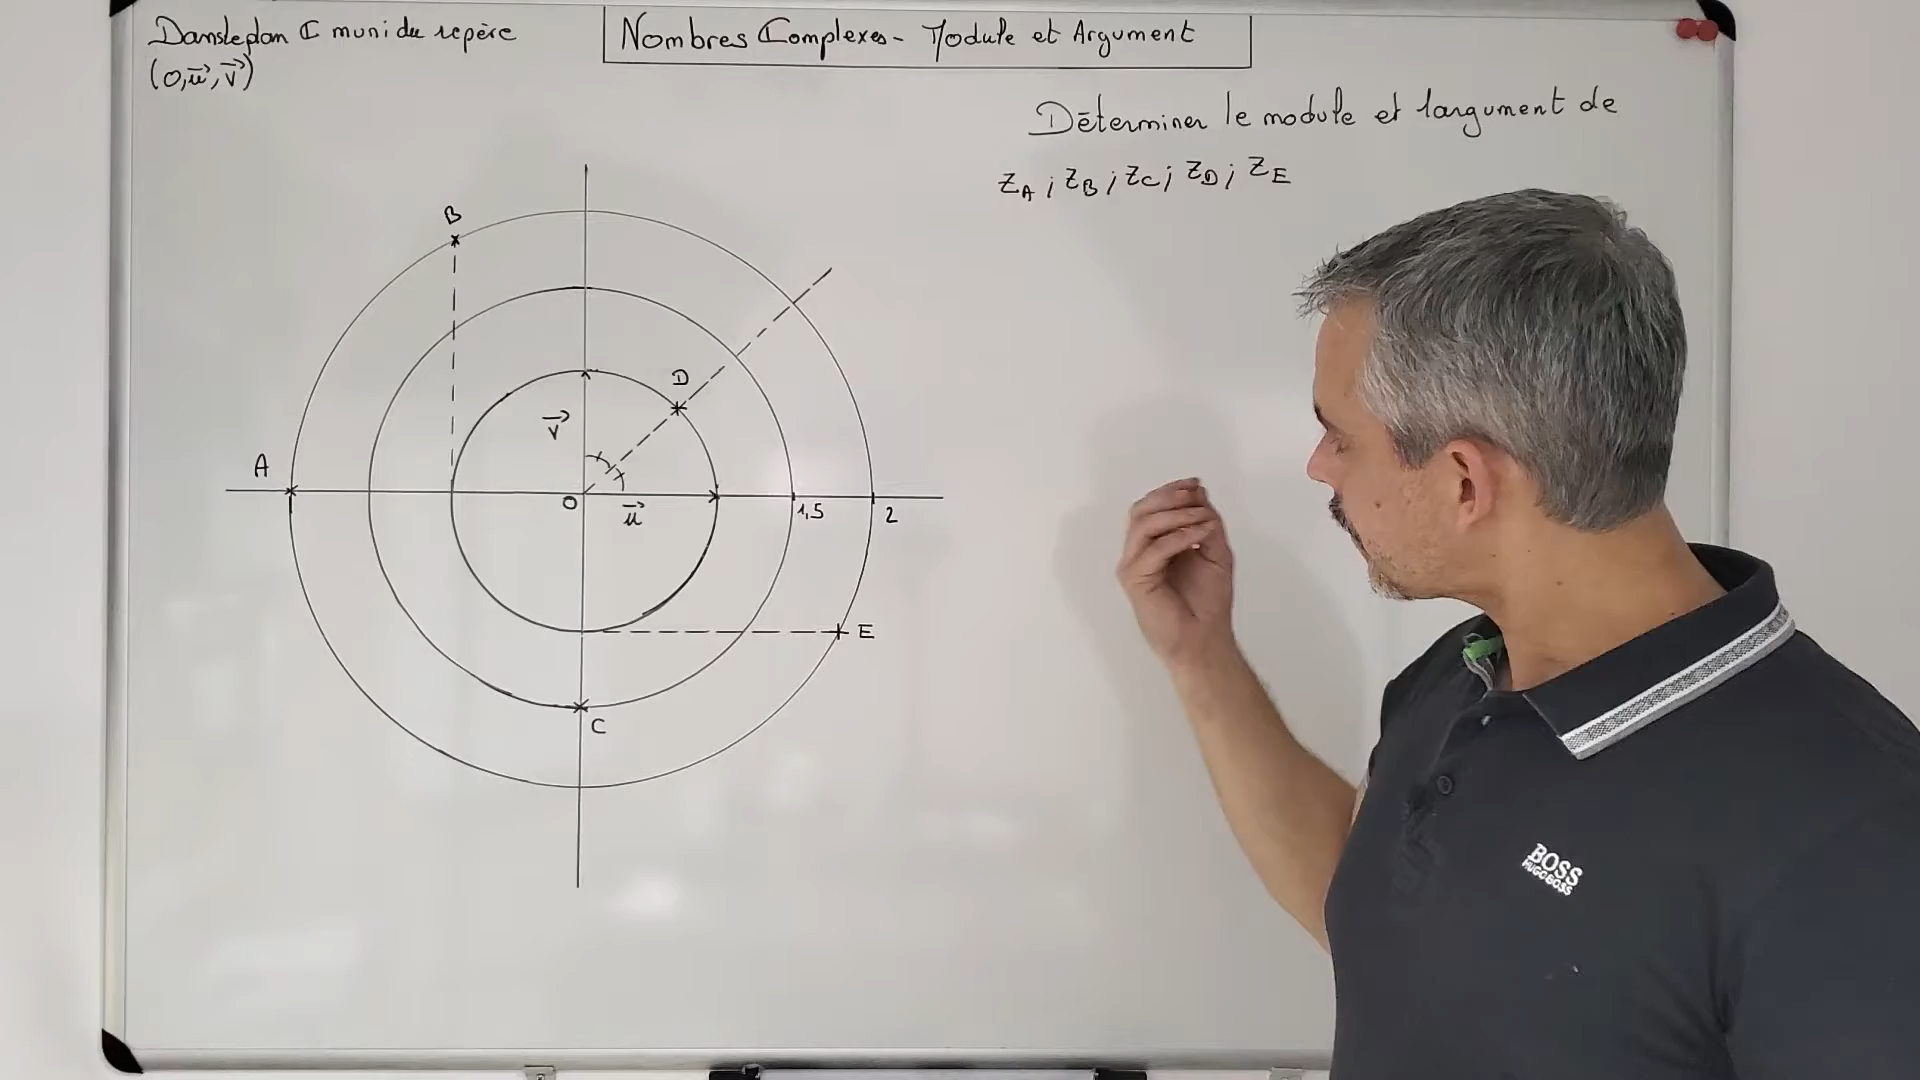 Dans le plan ℂ muni du repère
(O, u⃗, v⃗)
Nombres Complexes - Module et Argument
Déterminer le module et l'argument de
z_A ; z_B ; z_C ; z_D ; z_E
B
D
v⃗
A
O
u⃗
1,5
2
E
C
BOSS
HUGO BOSS